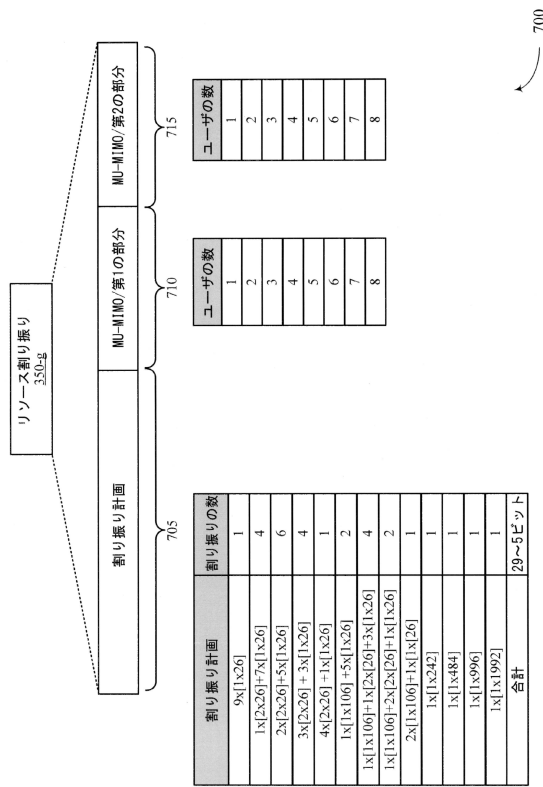 リソース割り振り
350-g
割り振り計画
MU-MIMO/第1の部分
MU-MIMO/第2の部分
705
710
715
割り振り計画 割り振りの数
9x[1x26] 1
1x[2x26]+7x[1x26] 4
2x[2x26]+5x[1x26] 6
3x[2x26] + 3x[1x26] 4
4x[2x26] +1x[1x26] 1
1x[1x106] +5x[1x26] 2
1x[1x106]+1x[2x[26]+3x[1x26] 4
1x[1x106]+2x[2x[26]+1x[1x26] 2
2x[1x106]+1x[1x[26] 1
1x[1x242] 1
1x[1x484] 1
1x[1x996] 1
1x[1x1992] 1
合計 29~5ビット
ユーザの数
1
2
3
4
5
6
7
8
ユーザの数
1
2
3
4
5
6
7
8
700